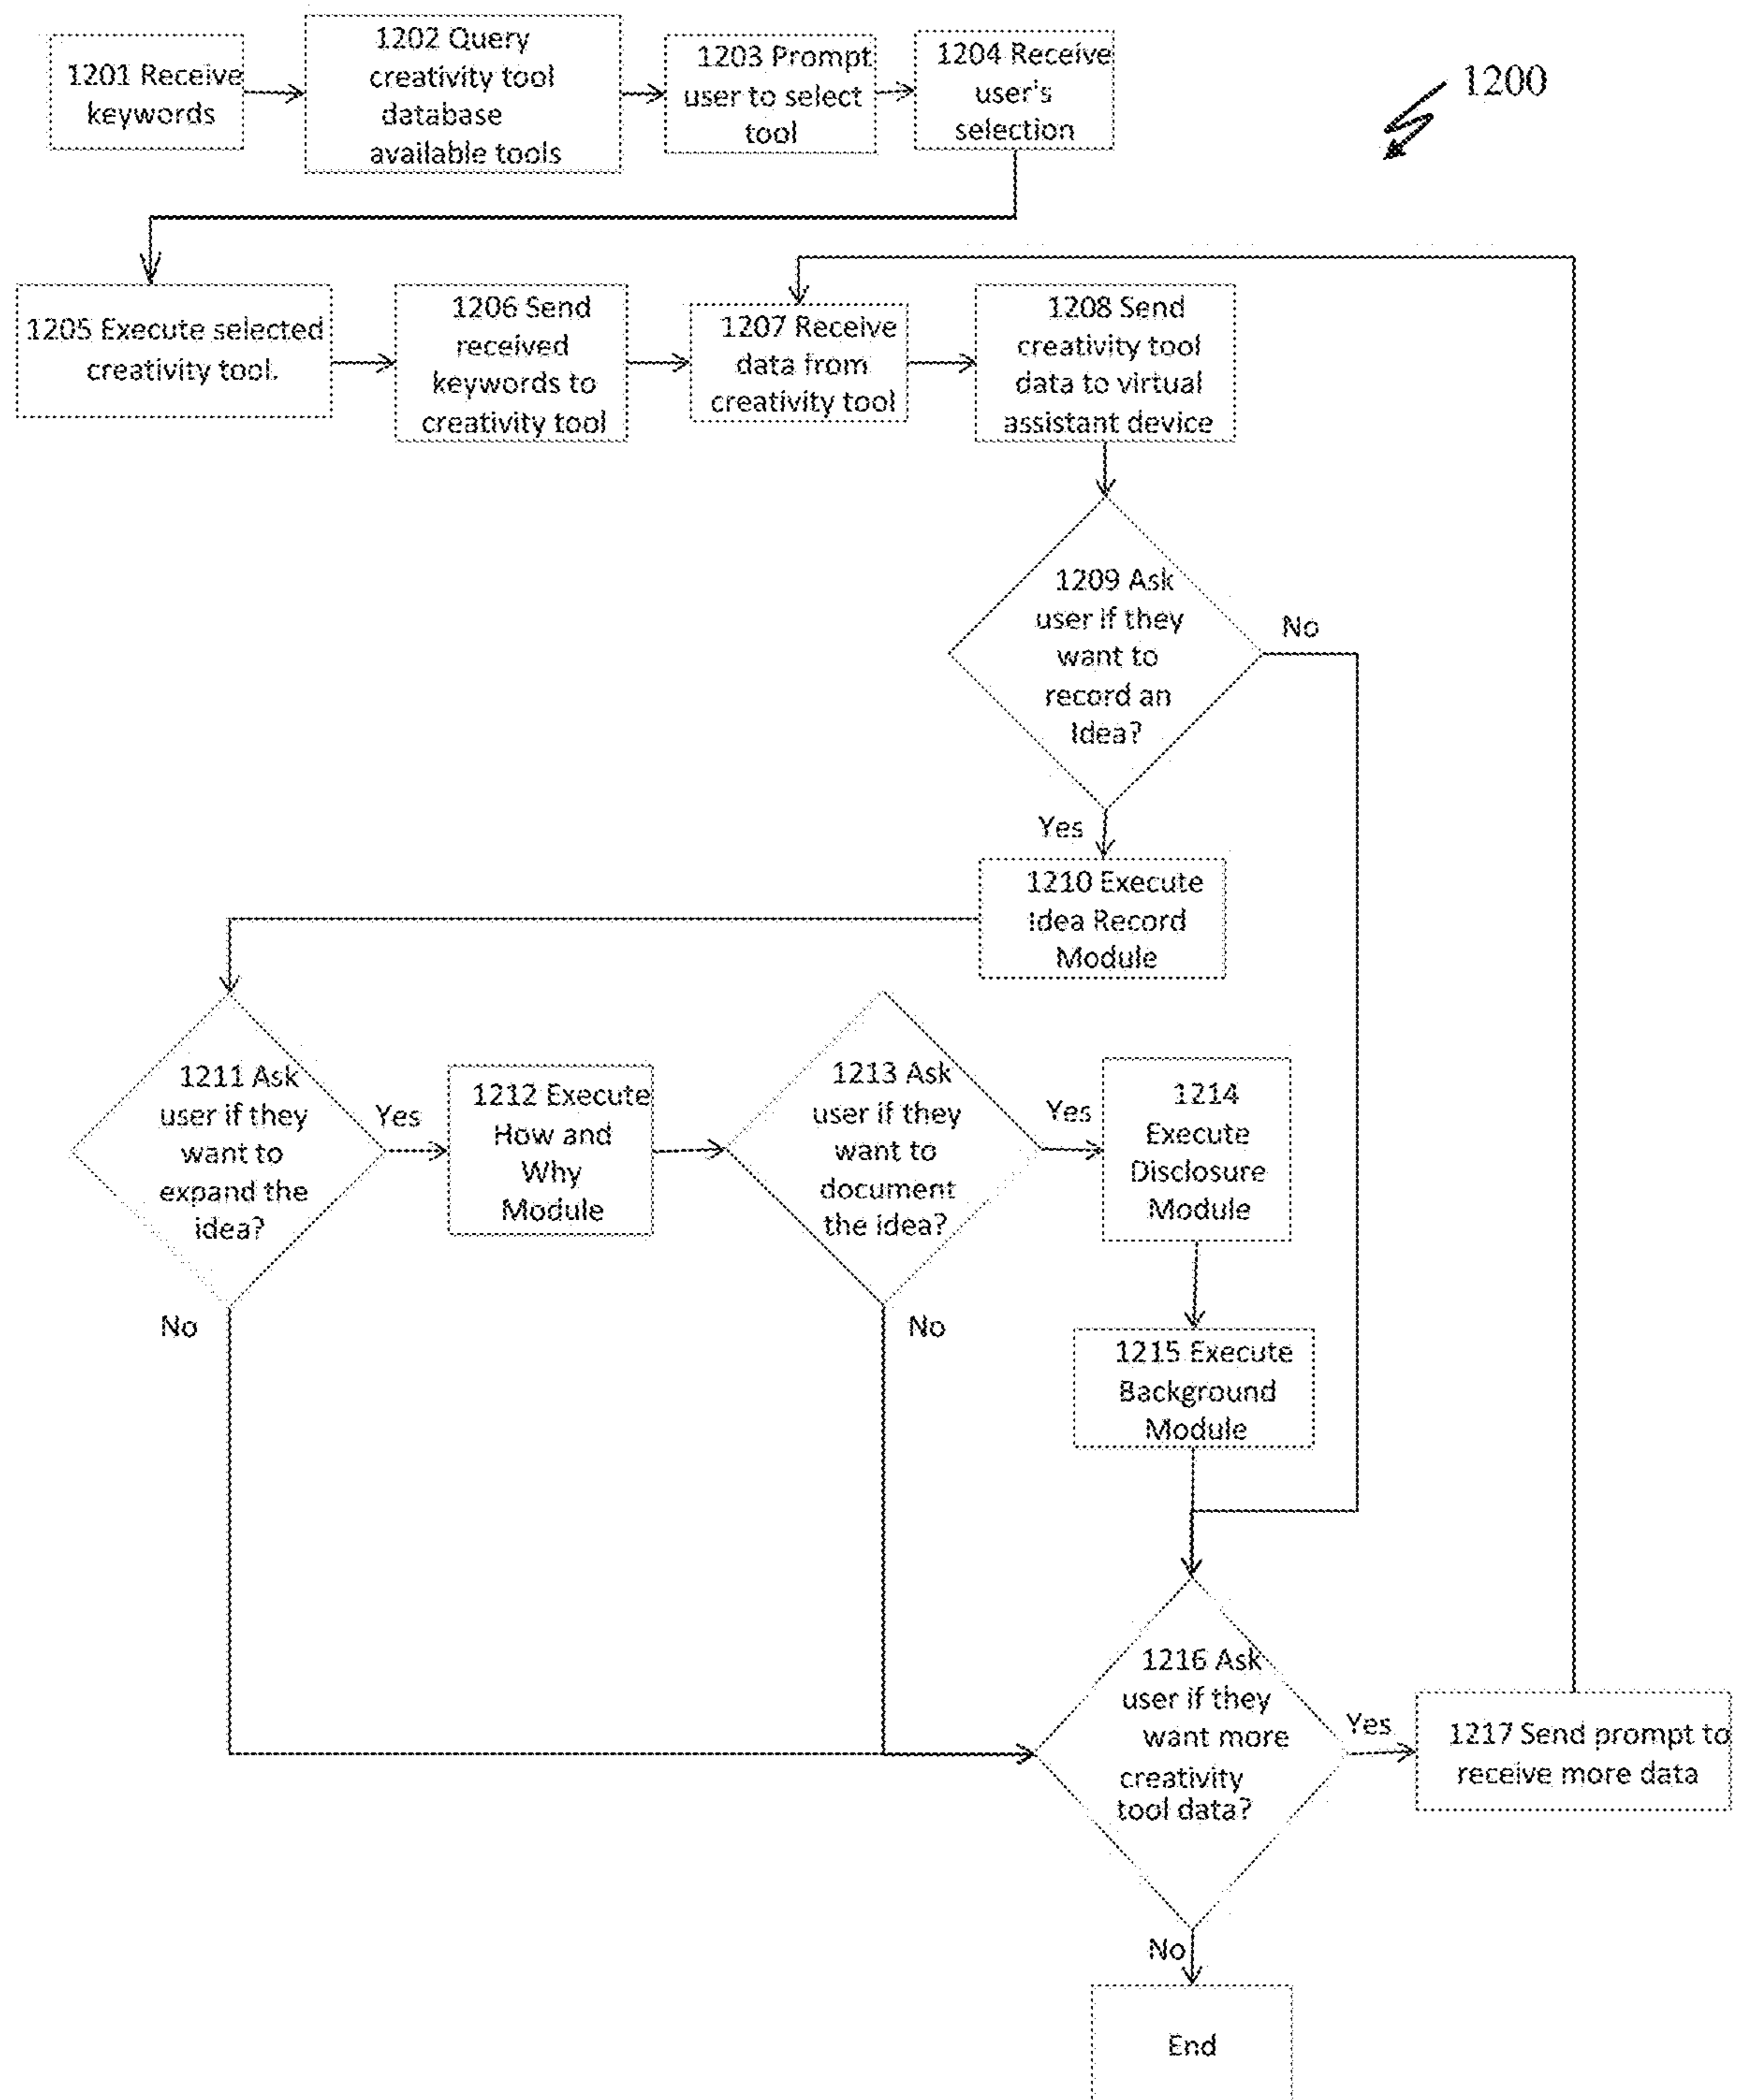 1201 Receive
keywords
1202 Query
creativity tool
database
available tools
1203 Prompt
user to select
tool
1204 Receive
user's
selection
1200
1205 Execute selected
creativity tool.
1206 Send
received
keywords to
creativity tool
1207 Receive
data from
creativity tool
1208 Send
creativity tool
data to virtual
assistant device
1209 Ask
user if they
want to
record an
Idea?
No
Yes
1210 Execute
Idea Record
Module
1211 Ask
user if they
want to
expand the
idea?
Yes
No
1212 Execute
How and
Why
Module
1213 Ask
user if they
want to
document
the idea?
Yes
No
1214
Execute
Disclosure
Module
1215 Execute
Background
Module
1216 Ask
user if they
want more
creativity
tool data?
Yes
No
1217 Send prompt to
receive more data
End